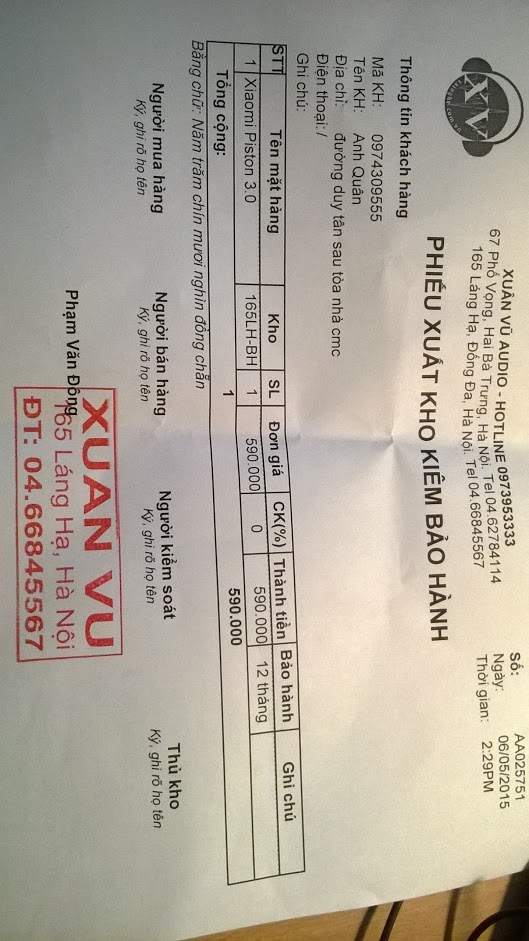 XV
XUÂN VŨ AUDIO - HOTLINE 0973953333
67 Phố Vọng, Hai Bà Trưng, Hà Nội. Tel 04.62784114
165 Láng Hạ, Đống Đa, Hà Nội. Tel 04.66845567
Số: AA025751
Ngày: 06/05/2015
Thời gian: 2:29PM
PHIẾU XUẤT KHO KIÊM BẢO HÀNH
Thông tin khách hàng
Mã KH: 0974309555
Tên KH: Anh Quân
Địa chỉ: đường duy tân sau tòa nhà cmc
Điện thoại: /
Ghi chú:
STT Tên mặt hàng Kho SL Đơn giá CK(%) Thành tiền Bảo hành Ghi chú
1 Xiaomi Piston 3.0 165LH-BH 1 590.000 0 590.000 12 tháng
Tổng cộng: 1 590.000
Bằng chữ: Năm trăm chín mươi nghìn đồng chẵn
Người mua hàng Người bán hàng Người kiểm soát Thủ kho
Ký, ghi rõ họ tên Ký, ghi rõ họ tên Ký, ghi rõ họ tên Ký, ghi rõ họ tên
Phạm Văn Đông
XUAN VU
165 Láng Hạ, Hà Nội
ĐT: 04.66845567